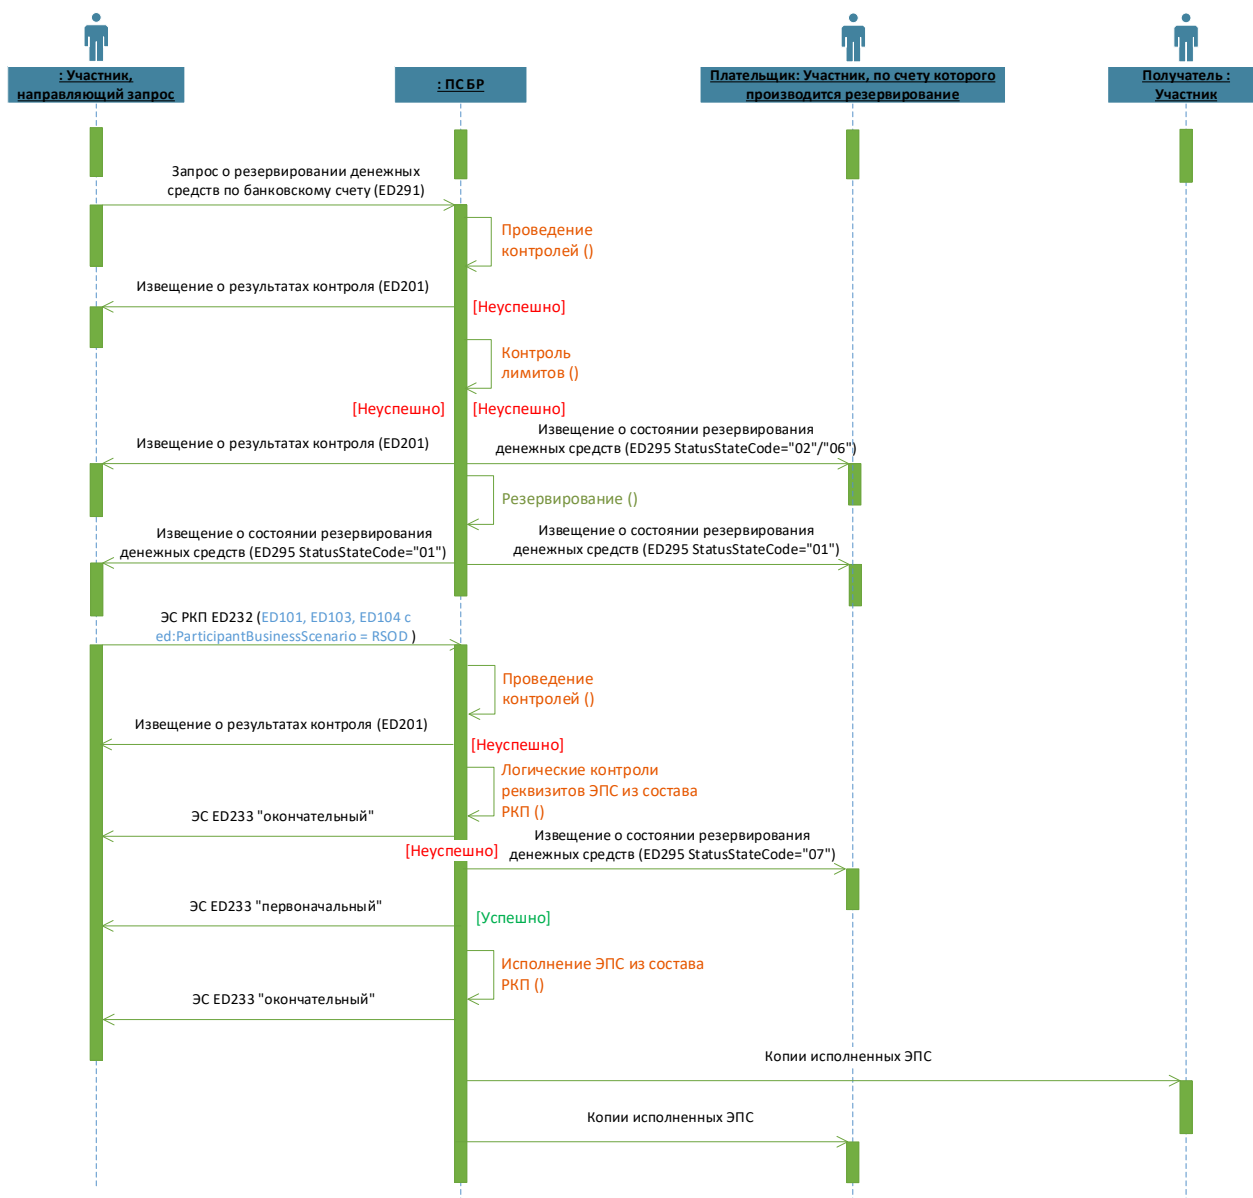 : Участник,
направляющий запрос
: ПС БР
Плательщик: Участник, по счету которого
производится резервирование
Получатель :
Участник
Запрос о резервировании денежных
средств по банковскому счету (ED291)
Проведение
контролей ()
Извещение о результатах контроля (ED201)
[Неуспешно]
Контроль
лимитов ()
[Неуспешно]
[Неуспешно]
Извещение о результатах контроля (ED201)
Извещение о состоянии резервирования
денежных средств (ED295 StatusStateCode="02"/"06")
Резервирование ()
Извещение о состоянии резервирования
денежных средств (ED295 StatusStateCode="01")
Извещение о состоянии резервирования
денежных средств (ED295 StatusStateCode="01")
ЭС РКП ED232 (ED101, ED103, ED104 с
ed:ParticipantBusinessScenario = RSOD )
Проведение
контролей ()
Извещение о результатах контроля (ED201)
[Неуспешно]
Логические контроли
реквизитов ЭПС из состава
РКП ()
ЭС ED233 "окончательный"
[Неуспешно]
Извещение о состоянии резервирования
денежных средств (ED295 StatusStateCode="07")
ЭС ED233 "первоначальный"
[Успешно]
Исполнение ЭПС из состава
РКП ()
ЭС ED233 "окончательный"
Копии исполненных ЭПС
Копии исполненных ЭПС